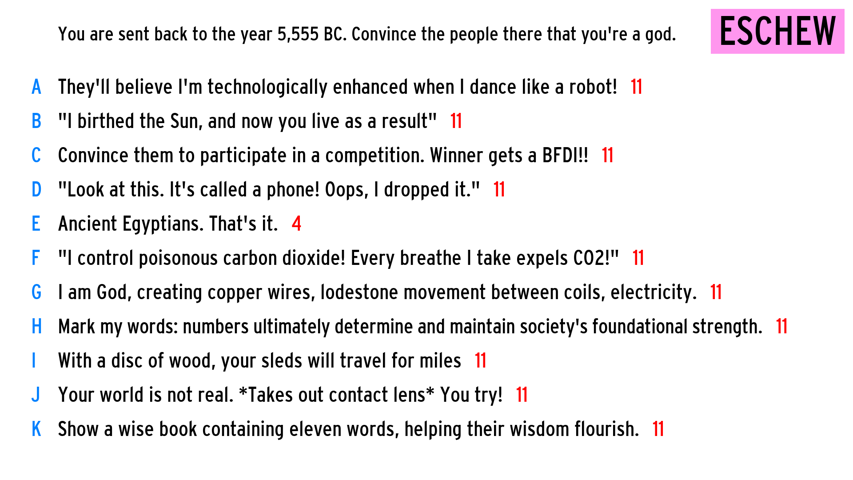 You are sent back to the year 5,555 BC. Convince the people there that you're a god.
ESCHEW
A They'll believe I'm technologically enhanced when I dance like a robot! 11
B "I birthed the Sun, and now you live as a result" 11
C Convince them to participate in a competition. Winner gets a BFDI!! 11
D "Look at this. It's called a phone! Oops, I dropped it." 11
E Ancient Egyptians. That's it. 4
F "I control poisonous carbon dioxide! Every breathe I take expels CO2!" 11
G I am God, creating copper wires, lodestone movement between coils, electricity. 11
H Mark my words: numbers ultimately determine and maintain society's foundational strength. 11
I With a disc of wood, your sleds will travel for miles 11
J Your world is not real. *Takes out contact lens* You try! 11
K Show a wise book containing eleven words, helping their wisdom flourish. 11